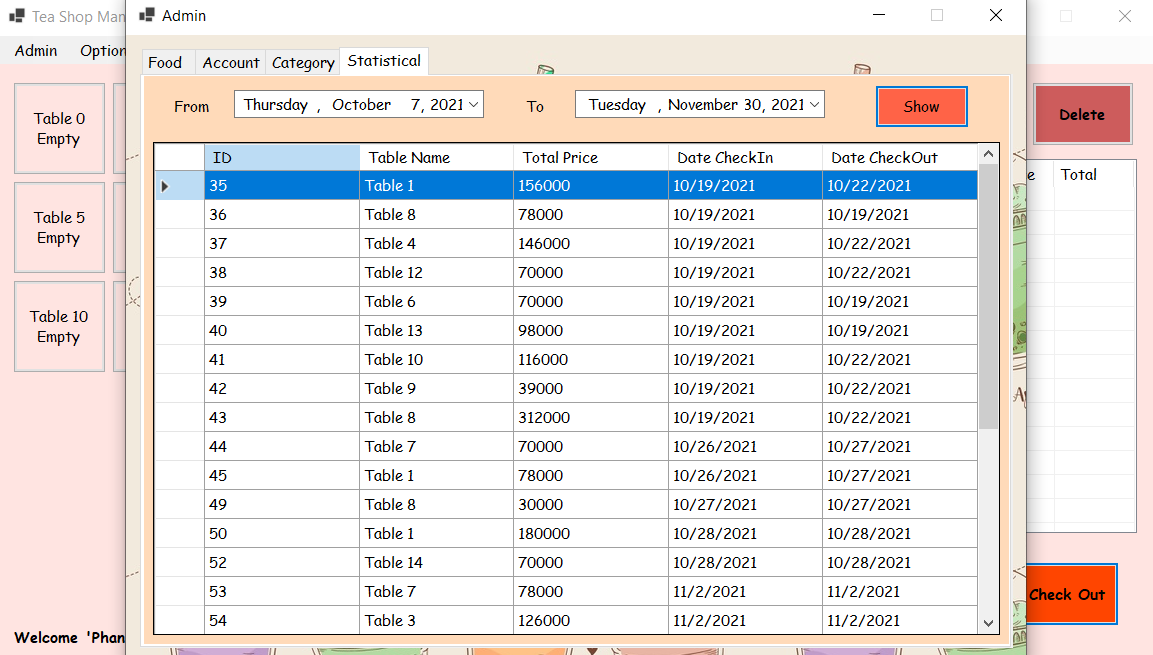 Tea Shop Man
Admin
Admin Option
Food Account Category Statistical
From Thursday , October 7, 2021 To Tuesday , November 30, 2021 Show
Table 0
Empty
Table 5
Empty
Table 10
Empty
Delete
e Total
ID Table Name Total Price Date CheckIn Date CheckOut
35 Table 1 156000 10/19/2021 10/22/2021
36 Table 8 78000 10/19/2021 10/19/2021
37 Table 4 146000 10/19/2021 10/22/2021
38 Table 12 70000 10/19/2021 10/22/2021
39 Table 6 70000 10/19/2021 10/19/2021
40 Table 13 98000 10/19/2021 10/19/2021
41 Table 10 116000 10/19/2021 10/22/2021
42 Table 9 39000 10/19/2021 10/22/2021
43 Table 8 312000 10/19/2021 10/22/2021
44 Table 7 70000 10/26/2021 10/27/2021
45 Table 1 78000 10/26/2021 10/27/2021
49 Table 8 30000 10/27/2021 10/27/2021
50 Table 1 180000 10/28/2021 10/28/2021
52 Table 14 70000 10/28/2021 10/28/2021
53 Table 7 78000 11/2/2021 11/2/2021
54 Table 3 126000 11/2/2021 11/2/2021
Check Out
Welcome 'Phan